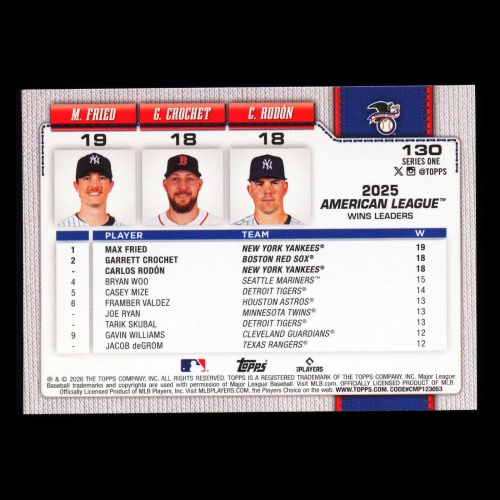 M. FRIED G. CROCHET C. RODÓN
19 18 18
130
SERIES ONE
@TOPPS
2025
AMERICAN LEAGUE™
WINS LEADERS
PLAYER TEAM W
1 MAX FRIED NEW YORK YANKEES® 19
2 GARRETT CROCHET BOSTON RED SOX® 18
- CARLOS RODÓN NEW YORK YANKEES® 18
4 BRYAN WOO SEATTLE MARINERS™ 15
5 CASEY MIZE DETROIT TIGERS® 14
6 FRAMBER VALDEZ HOUSTON ASTROS® 13
- JOE RYAN MINNESOTA TWINS® 13
- TARIK SKUBAL DETROIT TIGERS® 13
9 GAVIN WILLIAMS CLEVELAND GUARDIANS® 12
- JACOB deGROM TEXAS RANGERS® 12
Topps PLAYERS
® & © 2026 THE TOPPS COMPANY, INC. ALL RIGHTS RESERVED. TOPPS IS A REGISTERED TRADEMARK OF THE TOPPS COMPANY, INC. Major League
Baseball trademarks and copyrights are used with permission of Major League Baseball. Visit MLB.com. OFFICIALLY LICENSED PRODUCT OF MLB.
Officially Licensed Product of MLB Players, Inc. Visit MLBPLAYERS.com, the Players Choice on the web. WWW.TOPPS.COM. CODE#CMP123053